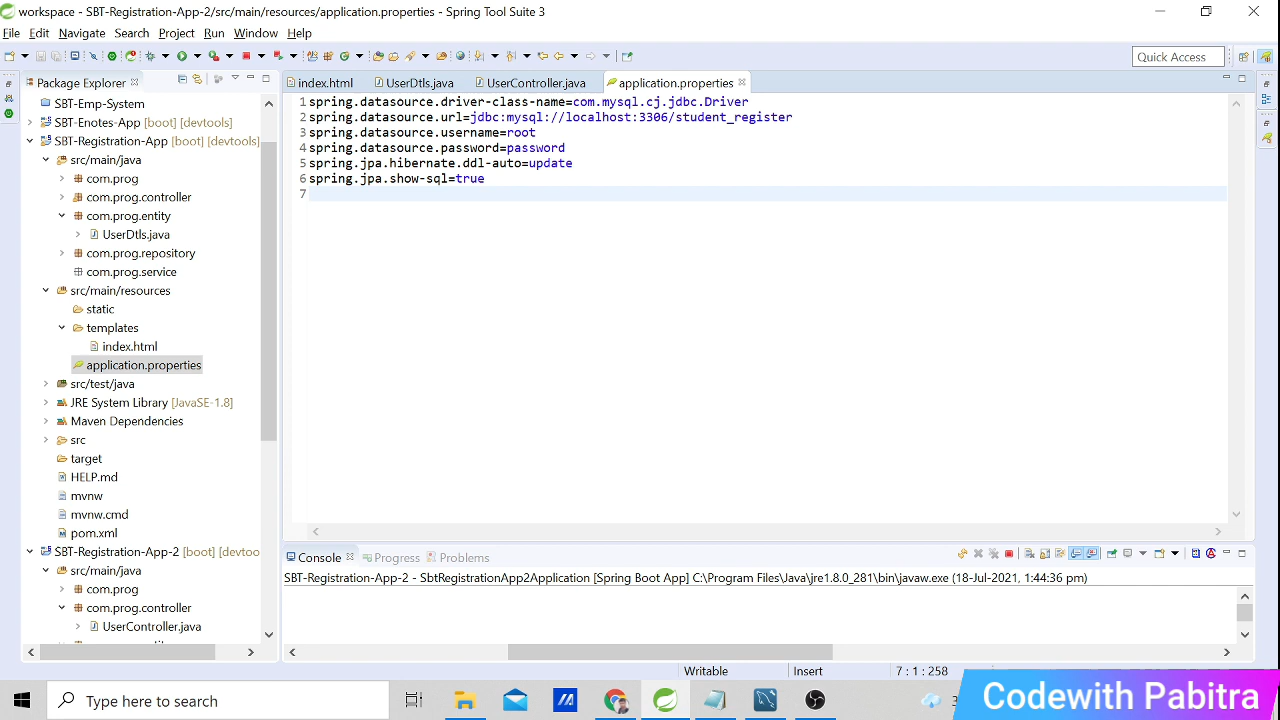 workspace - SBT-Registration-App-2/src/main/resources/application.properties - Spring Tool Suite 3
File Edit Navigate Search Project Run Window Help
Quick Access
Package Explorer
SBT-Emp-System
SBT-Enotes-App [boot] [devtools]
SBT-Registration-App [boot] [devtools]
src/main/java
com.prog
com.prog.controller
com.prog.entity
UserDtls.java
com.prog.repository
com.prog.service
src/main/resources
static
templates
index.html
application.properties
src/test/java
JRE System Library [JavaSE-1.8]
Maven Dependencies
src
target
HELP.md
mvnw
mvnw.cmd
pom.xml
SBT-Registration-App-2 [boot] [devtoo
src/main/java
com.prog
com.prog.controller
UserController.java
index.html UserDtls.java UserController.java application.properties
1 spring.datasource.driver-class-name=com.mysql.cj.jdbc.Driver
2 spring.datasource.url=jdbc:mysql://localhost:3306/student_register
3 spring.datasource.username=root
4 spring.datasource.password=password
5 spring.jpa.hibernate.ddl-auto=update
6 spring.jpa.show-sql=true
7
Console Progress Problems
SBT-Registration-App-2 - SbtRegistrationApp2Application [Spring Boot App] C:\Program Files\Java\jre1.8.0_281\bin\javaw.exe (18-Jul-2021, 1:44:36 pm)
Writable Insert 7 : 1 : 258
Type here to search
Codewith Pabitra